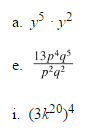 a. y⁵ · y²
e. 13p⁴q⁵ / p²q²
i. (3k²⁰)⁴